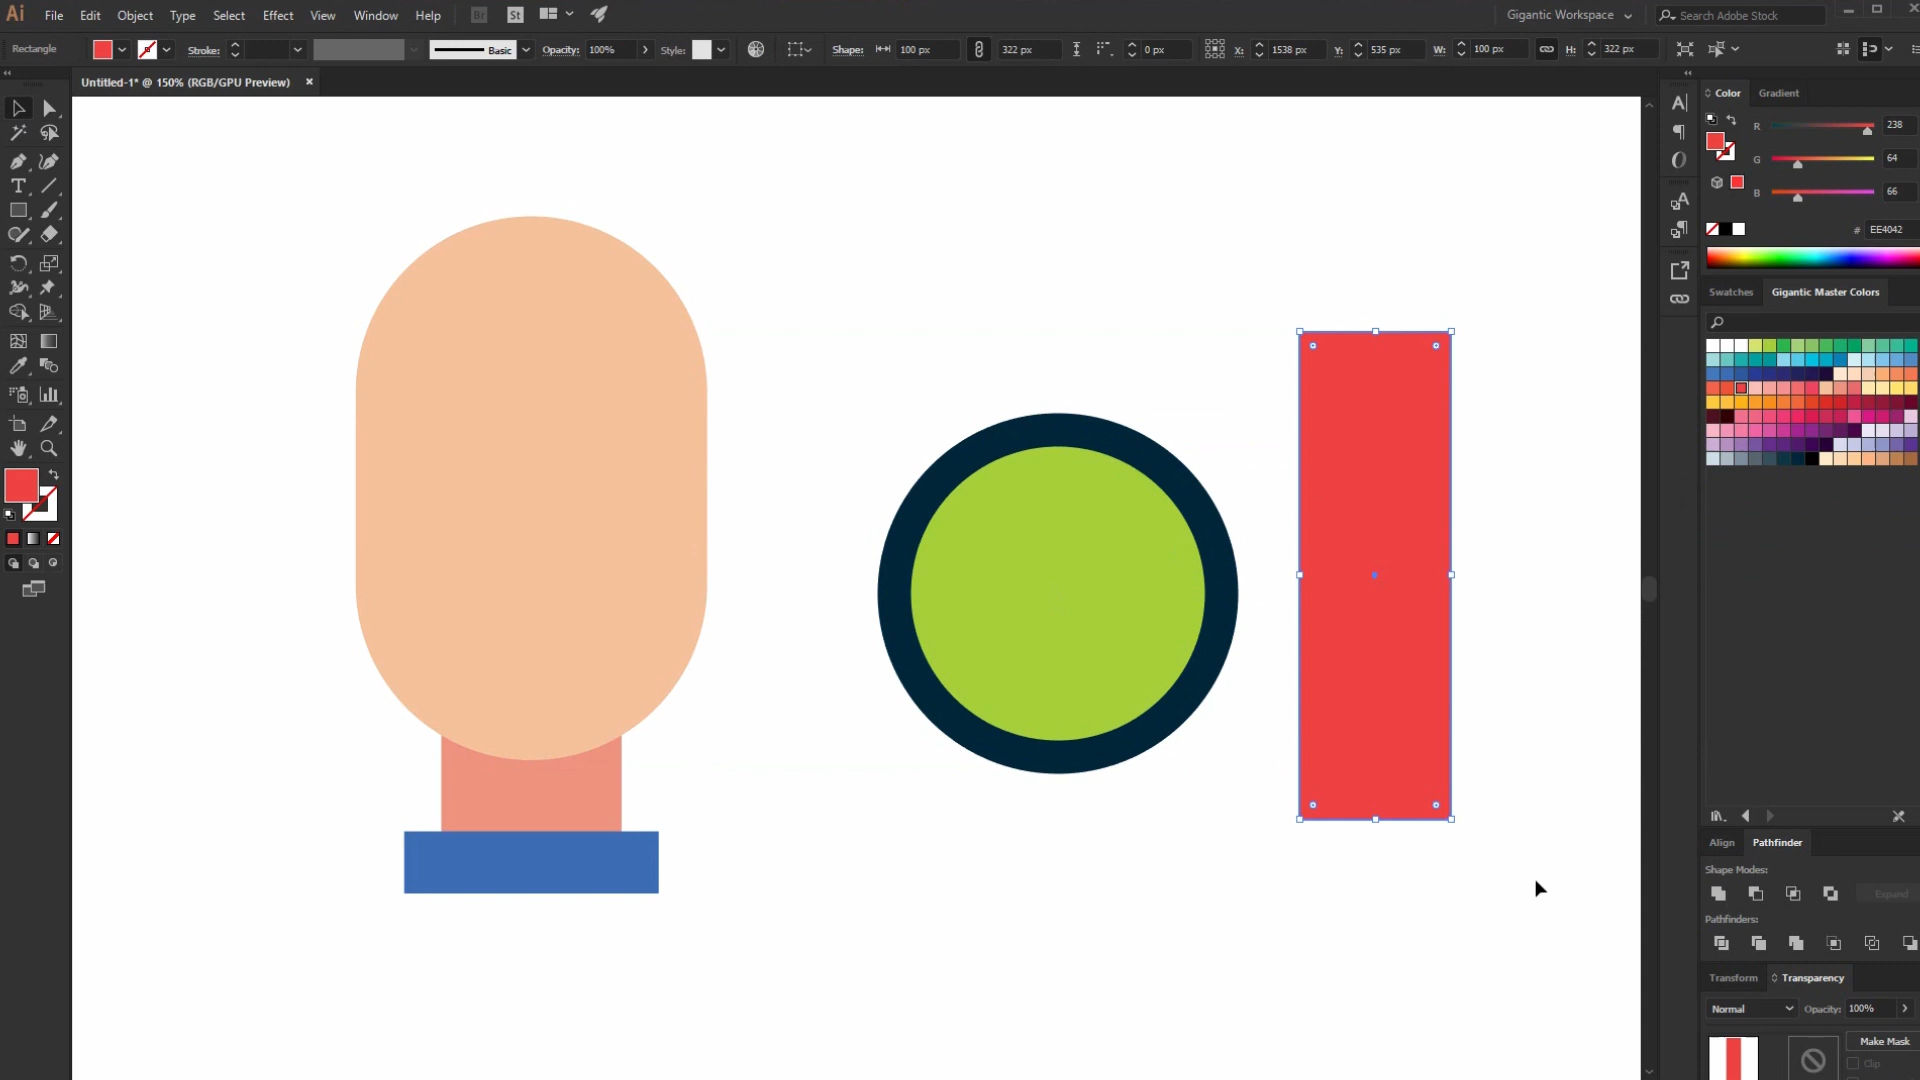 Ai File Edit Object Type Select Effect View Window Help Br St Gigantic Workspace Search Adobe Stock
Rectangle Stroke: Basic Opacity: 100% Style: Shape: 100 px 322 px 0 px X: 1538 px Y: 535 px W: 100 px H: 322 px
Untitled-1* @ 150% (RGB/GPU Preview)
Color Gradient
R 238
G 64
B 66
# EE4042
Swatches Gigantic Master Colors
Align Pathfinder
Shape Modes:
Expand
Pathfinders:
Transform Transparency
Normal Opacity: 100%
Make Mask
Clip